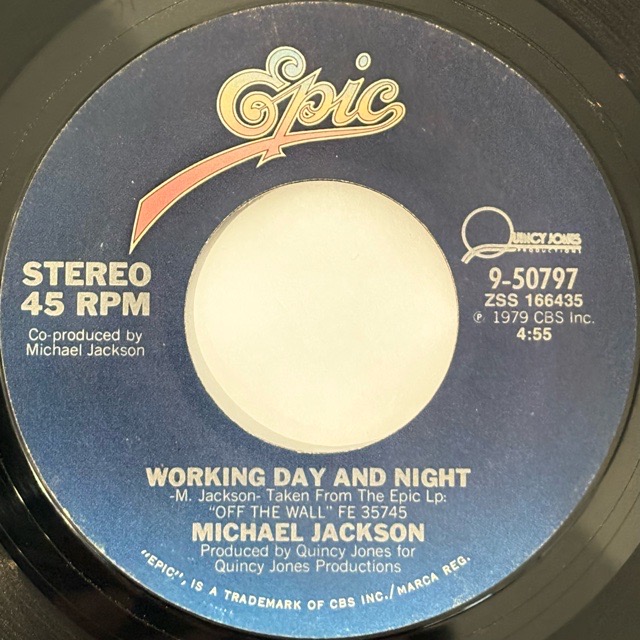 Epic
QUINCY JONES
PRODUCTIONS
STEREO
45 RPM
Co-produced by
Michael Jackson
9-50797
ZSS 166435
℗ 1979 CBS Inc.
4:55
WORKING DAY AND NIGHT
-M. Jackson- Taken From The Epic Lp:
"OFF THE WALL" FE 35745
MICHAEL JACKSON
Produced by Quincy Jones for
Quincy Jones Productions
"EPIC", IS A TRADEMARK OF CBS INC./MARCA REG.